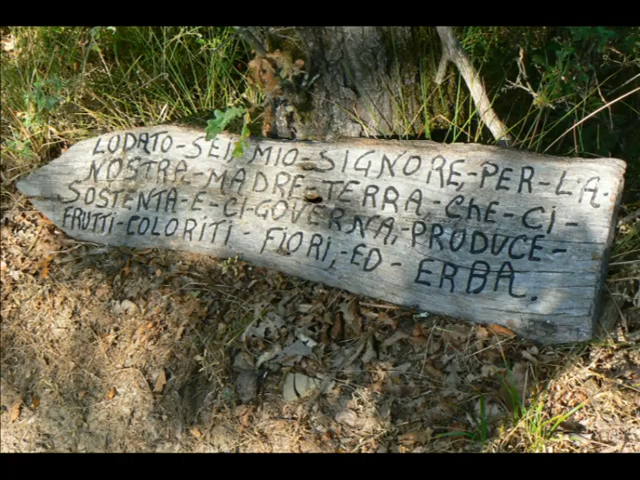 LODATO-SEI-MIO-SIGNORE,-PER-LA-
NOSTRA-MADRE-TERRA,-CHE-CI-
SOSTENTA-E-CI-GOVERNA, PRODUCE-
FRUTTI-COLORITI-FIORI,-ED-ERBA.